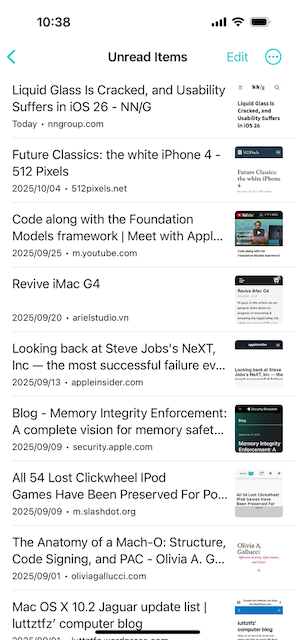 10:38
Unread Items
Edit
Liquid Glass Is Cracked, and Usability
Suffers in iOS 26 - NN/G
Today • nngroup.com
NN/g
Liquid Glass Is
Cracked, and
Usability Suffers in
iOS 26
Future Classics: the white iPhone 4 -
512 Pixels
2025/10/04 • 512pixels.net
512Pixels
Future Classics:
the white iPhone
4
Code along with the Foundation
Models framework | Meet with Appl...
2025/09/25 • m.youtube.com
Code along with the Foundation
Models framework
Revive iMac G4
2025/09/20 • arielstudio.vn
Revive iMac G4
Looking back at Steve Jobs's NeXT,
Inc — the most successful failure ev...
2025/09/13 • appleinsider.com
appleinsider
Looking back at
Steve Jobs's NeXT,
Blog - Memory Integrity Enforcement:
A complete vision for memory safet...
2025/09/09 • security.apple.com
Security Research
Blog
Memory Integrity
Enforcement: A
All 54 Lost Clickwheel IPod
Games Have Been Preserved For Po...
2025/09/09 • m.slashdot.org
All 54 Lost Clickwheel IPod
Games Have Been
Preserved For
The Anatomy of a Mach-O: Structure,
Code Signing, and PAC - Olivia A. G...
2025/09/01 • oliviagallucci.com
Olivia A.
Gallucci
Mac OS X 10.2 Jaguar update list |
luttztfz’ computer blog
2025/09/01 • luttztfz.wordpress.com
luttztfz’ computer
blog